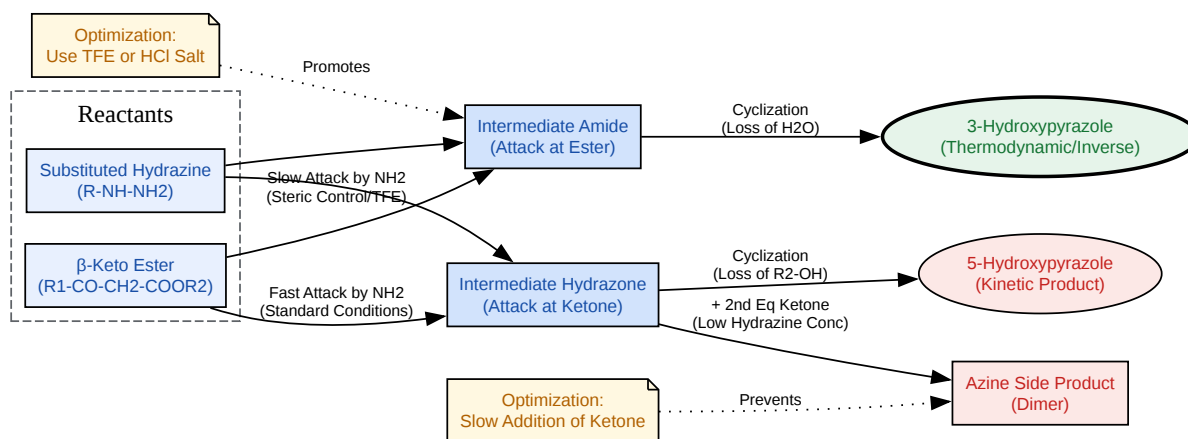 Optimization:
Use TFE or HCl Salt
Promotes
Reactants
Substituted Hydrazine
(R-NH-NH2)
β-Keto Ester
(R1-CO-CH2-COOR2)
Slow Attack by NH2
(Steric Control/TFE)
Fast Attack by NH2
(Standard Conditions)
Intermediate Amide
(Attack at Ester)
Cyclization
(Loss of H2O)
3-Hydroxypyrazole
(Thermodynamic/Inverse)
Intermediate Hydrazone
(Attack at Ketone)
Cyclization
(Loss of R2-OH)
5-Hydroxypyrazole
(Kinetic Product)
+ 2nd Eq Ketone
(Low Hydrazine Conc)
Azine Side Product
(Dimer)
Optimization:
Slow Addition of Ketone
Prevents